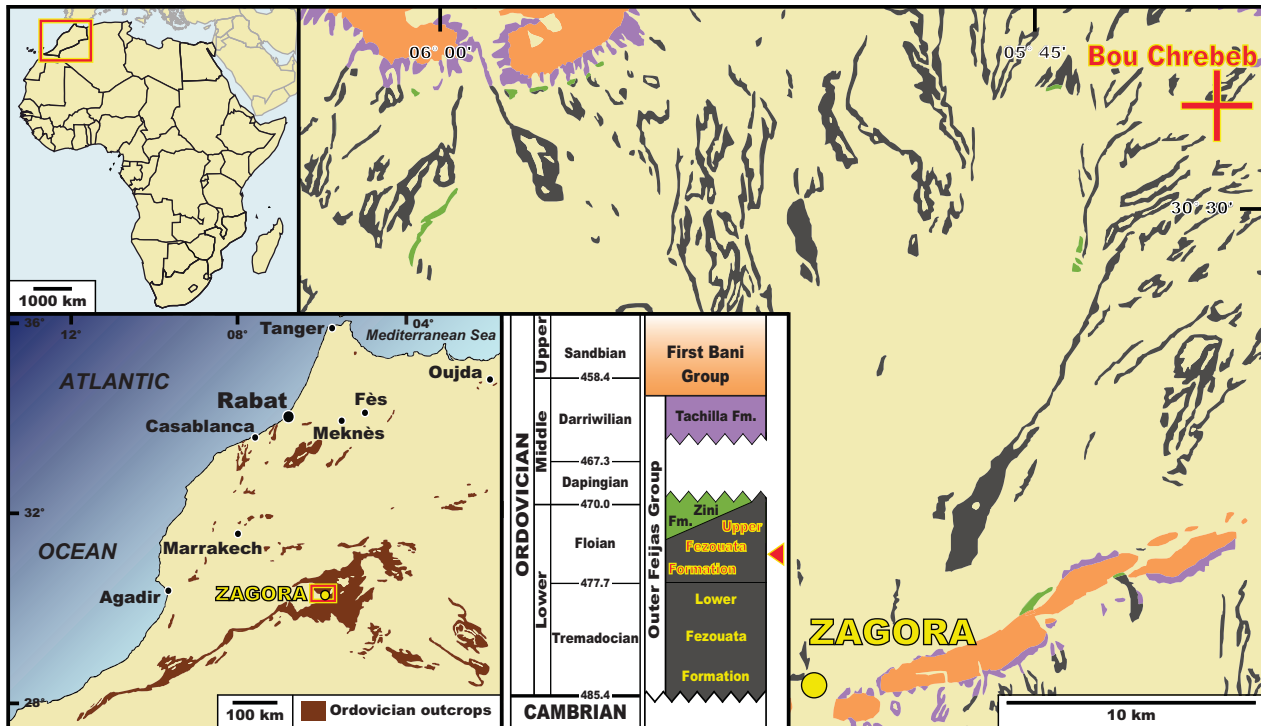 1000 km
06° 00'
05° 45'
Bou Chrebeb
30° 30'
ZAGORA
10 km
36°
12°
08°
04°
Tanger
Mediterranean Sea
Oujda
ATLANTIC
Rabat
Fès
Casablanca
Meknès
32°
OCEAN
Marrakech
Agadir
ZAGORA
28°
100 km
Ordovician outcrops
ORDOVICIAN
Upper
Middle
Lower
Sandbian
458.4
Darriwilian
467.3
Dapingian
470.0
Floian
477.7
Tremadocian
485.4
CAMBRIAN
Outer Feijas Group
First Bani
Group
Tachilla Fm.
Zini
Fm.
Upper
Fezouata
Formation
Lower
Fezouata
Formation